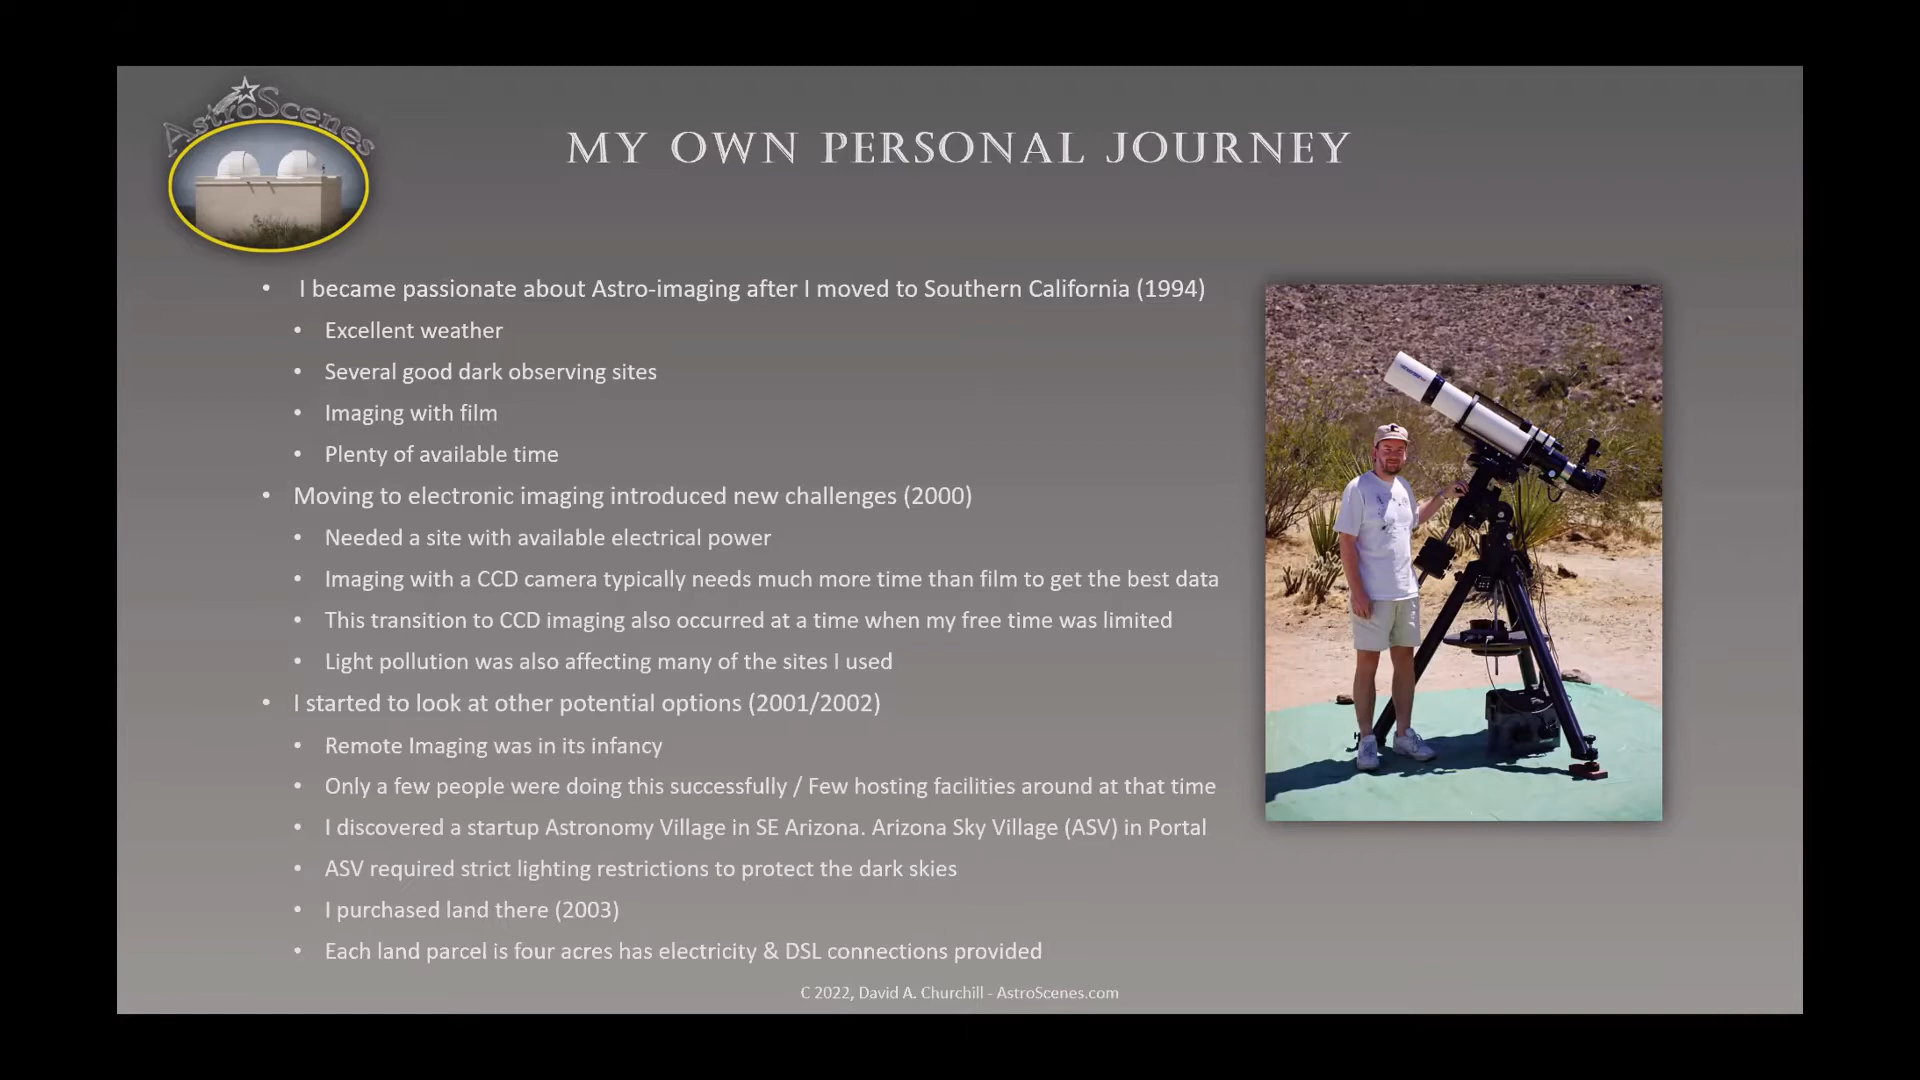 AstroScenes
MY OWN PERSONAL JOURNEY
• I became passionate about Astro-imaging after I moved to Southern California (1994)
• Excellent weather
• Several good dark observing sites
• Imaging with film
• Plenty of available time
• Moving to electronic imaging introduced new challenges (2000)
• Needed a site with available electrical power
• Imaging with a CCD camera typically needs much more time than film to get the best data
• This transition to CCD imaging also occurred at a time when my free time was limited
• Light pollution was also affecting many of the sites I used
• I started to look at other potential options (2001/2002)
• Remote Imaging was in its infancy
• Only a few people were doing this successfully / Few hosting facilities around at that time
• I discovered a startup Astronomy Village in SE Arizona. Arizona Sky Village (ASV) in Portal
• ASV required strict lighting restrictions to protect the dark skies
• I purchased land there (2003)
• Each land parcel is four acres has electricity & DSL connections provided
C 2022, David A. Churchill - AstroScenes.com